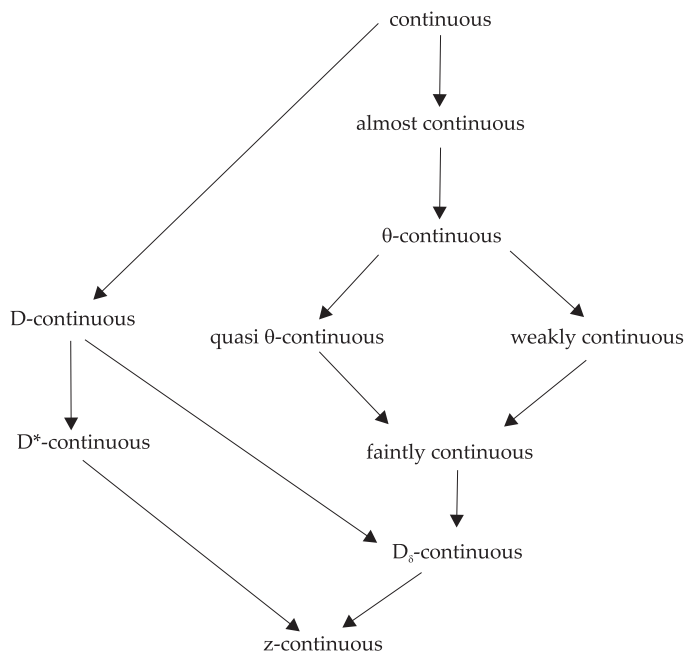 continuous
almost continuous
θ-continuous
D-continuous
quasi θ-continuous
weakly continuous
D*-continuous
faintly continuous
Dδ-continuous
z-continuous